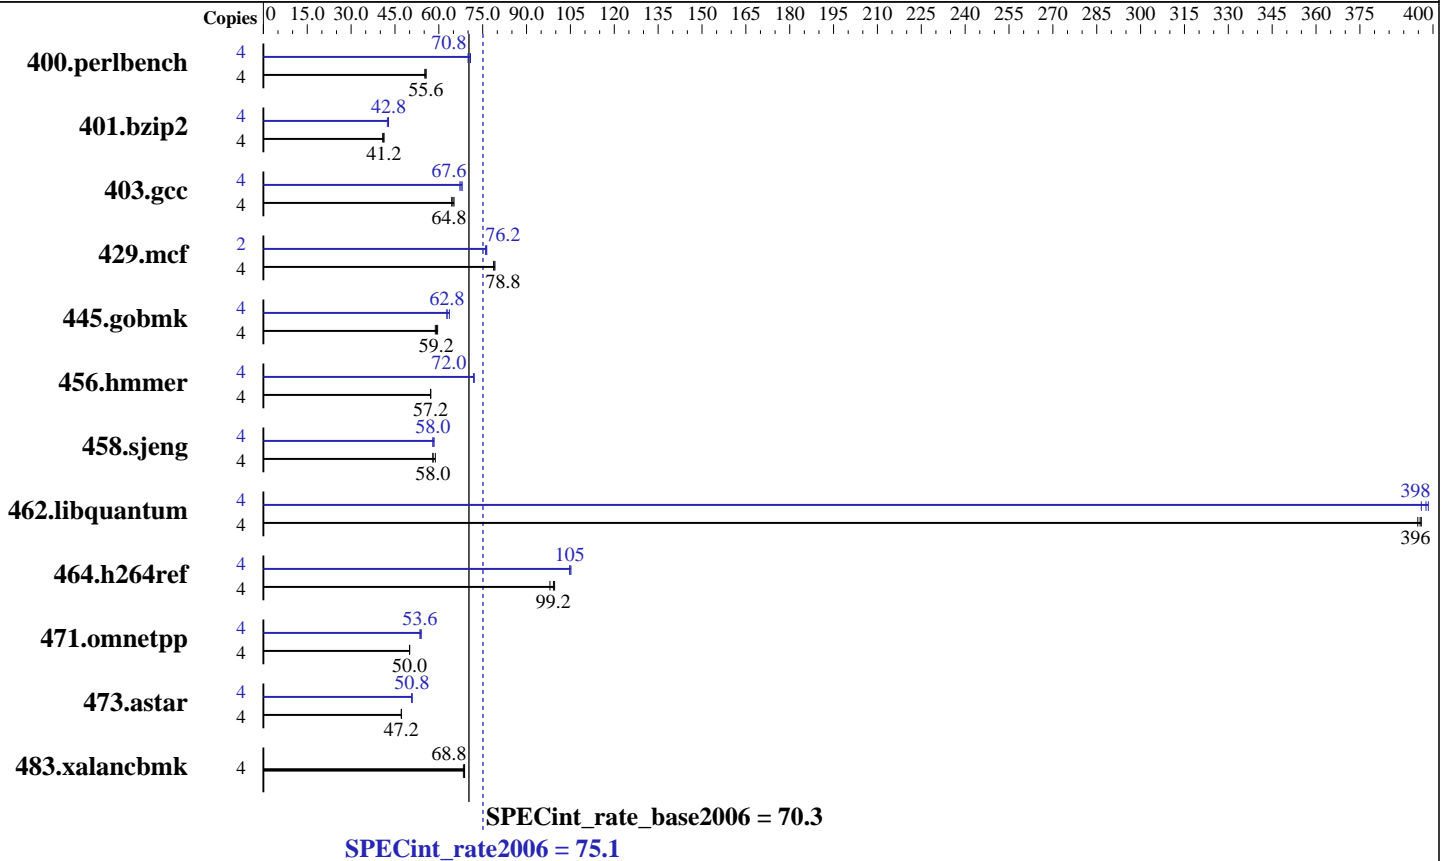 Copies 0 15.0 30.0 45.0 60.0 75.0 90.0 105 120 135 150 165 180 195 210 225 240 255 270 285 300 315 330 345 360 375 400
400.perlbench 4 70.8
4 55.6
401.bzip2 4 42.8
4 41.2
403.gcc 4 67.6
4 64.8
429.mcf 2 76.2
4 78.8
445.gobmk 4 62.8
4 59.2
456.hmmer 4 72.0
4 57.2
458.sjeng 4 58.0
4 58.0
462.libquantum 4 398
4 396
464.h264ref 4 105
4 99.2
471.omnetpp 4 53.6
4 50.0
473.astar 4 50.8
4 47.2
483.xalancbmk 4 68.8
SPECint_rate_base2006 = 70.3
SPECint_rate2006 = 75.1